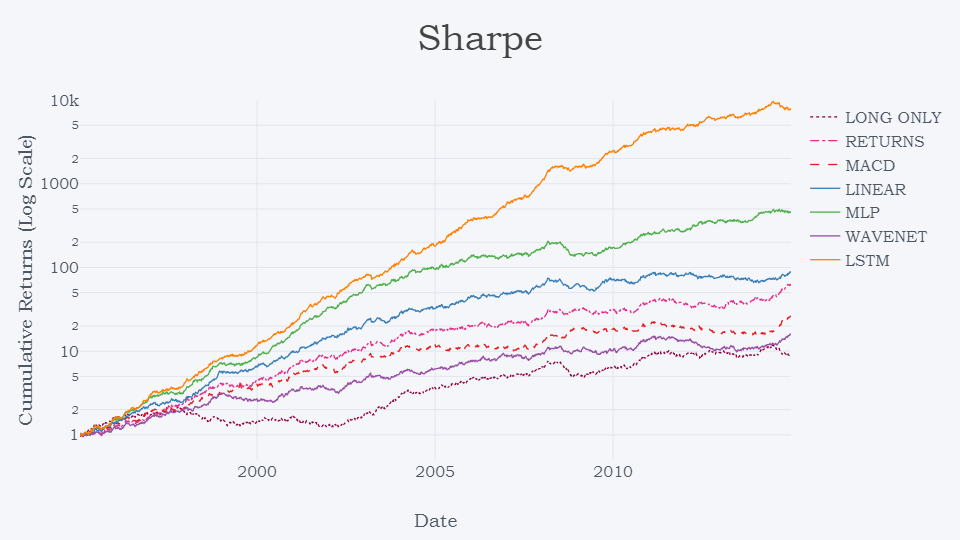 Sharpe
Cumulative Returns (Log Scale)
10k
5
2
1000
5
2
100
5
2
10
5
2
1
2000
2005
2010
Date
LONG ONLY
RETURNS
MACD
LINEAR
MLP
WAVENET
LSTM